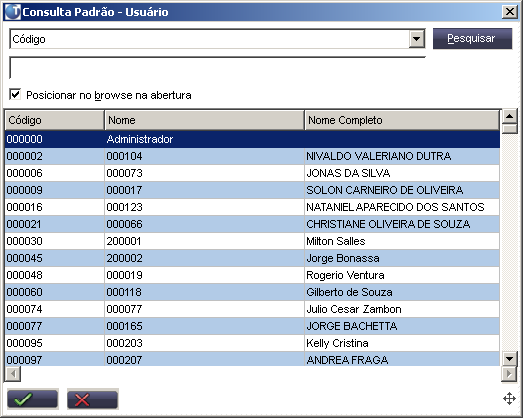 Consulta Padrão - Usuário
Código Pesquisar
Posicionar no browse na abertura
Código Nome Nome Completo
000000 Administrador
000002 000104 NIVALDO VALERIANO DUTRA
000006 000073 JONAS DA SILVA
000009 000017 SOLON CARNEIRO DE OLIVEIRA
000016 000123 NATANIEL APARECIDO DOS SANTOS
000021 000066 CHRISTIANE OLIVEIRA DE SOUZA
000030 200001 Milton Salles
000045 200002 Jorge Bonassa
000048 000019 Rogerio Ventura
000060 000118 Gilberto de Souza
000074 000077 Julio Cesar Zambon
000077 000165 JORGE BACHETTA
000095 000203 Kelly Cristina
000097 000207 ANDREA FRAGA